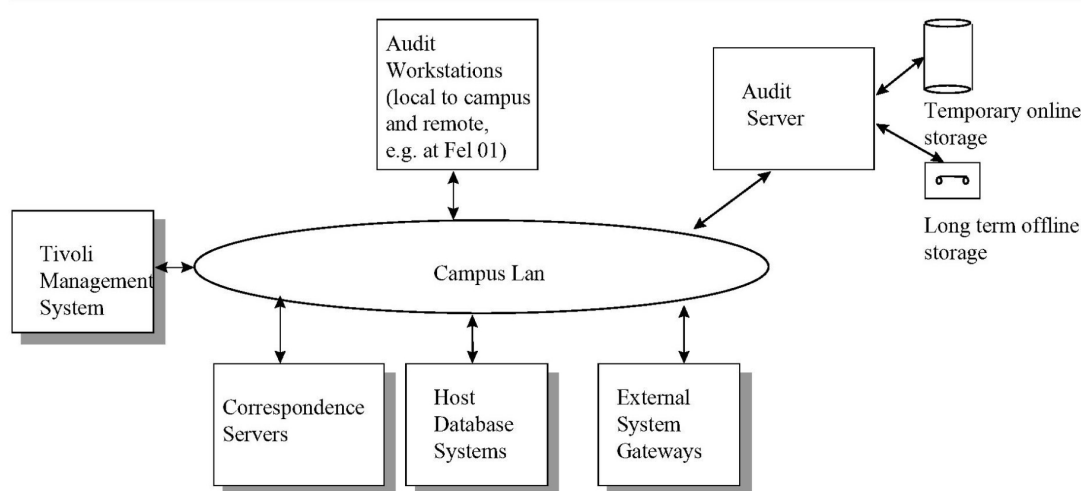 Audit
Workstations
(local to campus
and remote,
e.g. at Fel 01)
Audit
Server
Temporary online
storage
Long term offline
storage
Tivoli
Management
System
Campus Lan
Correspondence
Servers
Host
Database
Systems
External
System
Gateways